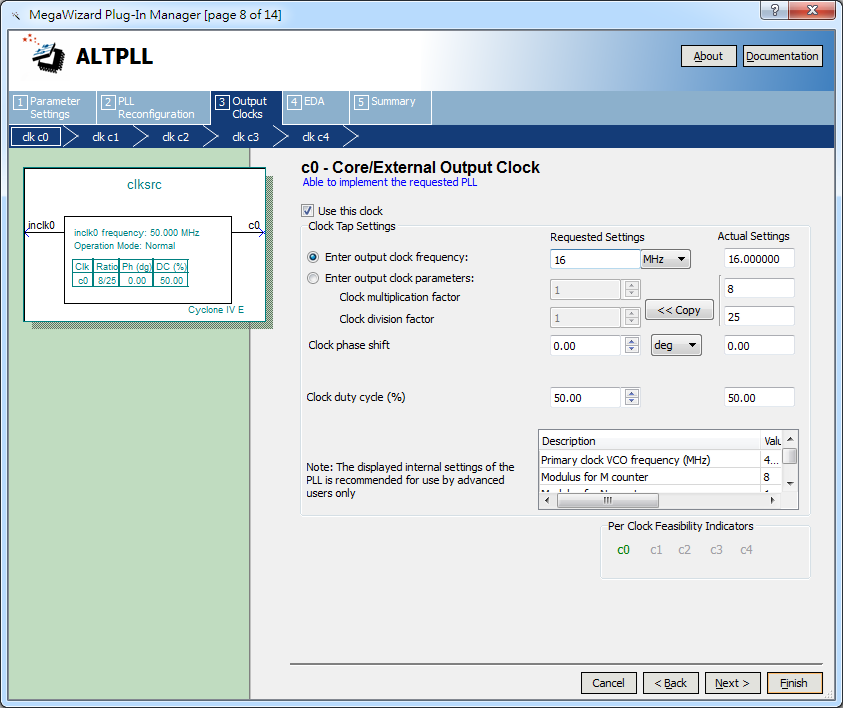 MegaWizard Plug-In Manager [page 8 of 14]
ALTPLL
About
Documentation
1 Parameter Settings
2 PLL Reconfiguration
3 Output Clocks
4 EDA
5 Summary
clk c0
clk c1
clk c2
clk c3
clk c4
clksrc
inclk0
c0
inclk0 frequency: 50.000 MHz
Operation Mode: Normal
Clk Ratio Ph (dg) DC (%)
c0 8/25 0.00 50.00
Cyclone IV E
c0 - Core/External Output Clock
Able to implement the requested PLL
Use this clock
Clock Tap Settings
Requested Settings
Actual Settings
Enter output clock frequency:
16
MHz
16.000000
Enter output clock parameters:
Clock multiplication factor
1
<< Copy
8
Clock division factor
1
25
Clock phase shift
0.00
deg
0.00
Clock duty cycle (%)
50.00
50.00
Note: The displayed internal settings of the
PLL is recommended for use by advanced
users only
Description Valu
Primary clock VCO frequency (MHz) 4...
Modulus for M counter 8
Per Clock Feasibility Indicators
c0 c1 c2 c3 c4
Cancel
< Back
Next >
Finish